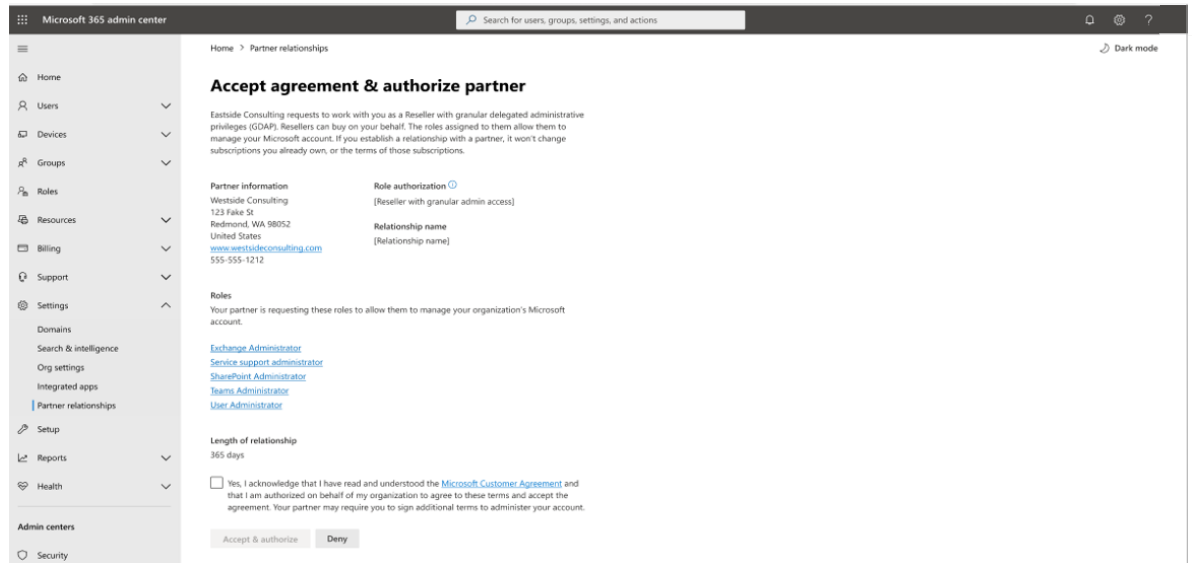 Microsoft 365 admin center
Search for users, groups, settings, and actions
?
Home > Partner relationships
Dark mode
Home
Users
Devices
Groups
Roles
Resources
Billing
Support
Settings
Domains
Search & intelligence
Org settings
Integrated apps
Partner relationships
Setup
Reports
Health
Admin centers
Security
Accept agreement & authorize partner
Eastside Consulting requests to work with you as a Reseller with granular delegated administrative
privileges (GDAP). Resellers can buy on your behalf. The roles assigned to them allow them to
manage your Microsoft account. If you establish a relationship with a partner, it won't change
subscriptions you already own, or the terms of those subscriptions.
Partner information
Westside Consulting
123 Fake St
Redmond, WA 98052
United States
www.westsideconsulting.com
555-555-1212
Role authorization
[Reseller with granular admin access]
Relationship name
[Relationship name]
Roles
Your partner is requesting these roles to allow them to manage your organization's Microsoft
account.
Exchange Administrator
Service support administrator
SharePoint Administrator
Teams Administrator
User Administrator
Length of relationship
365 days
Yes, I acknowledge that I have read and understood the Microsoft Customer Agreement and
that I am authorized on behalf of my organization to agree to these terms and accept the
agreement. Your partner may require you to sign additional terms to administer your account.
Accept & authorize
Deny